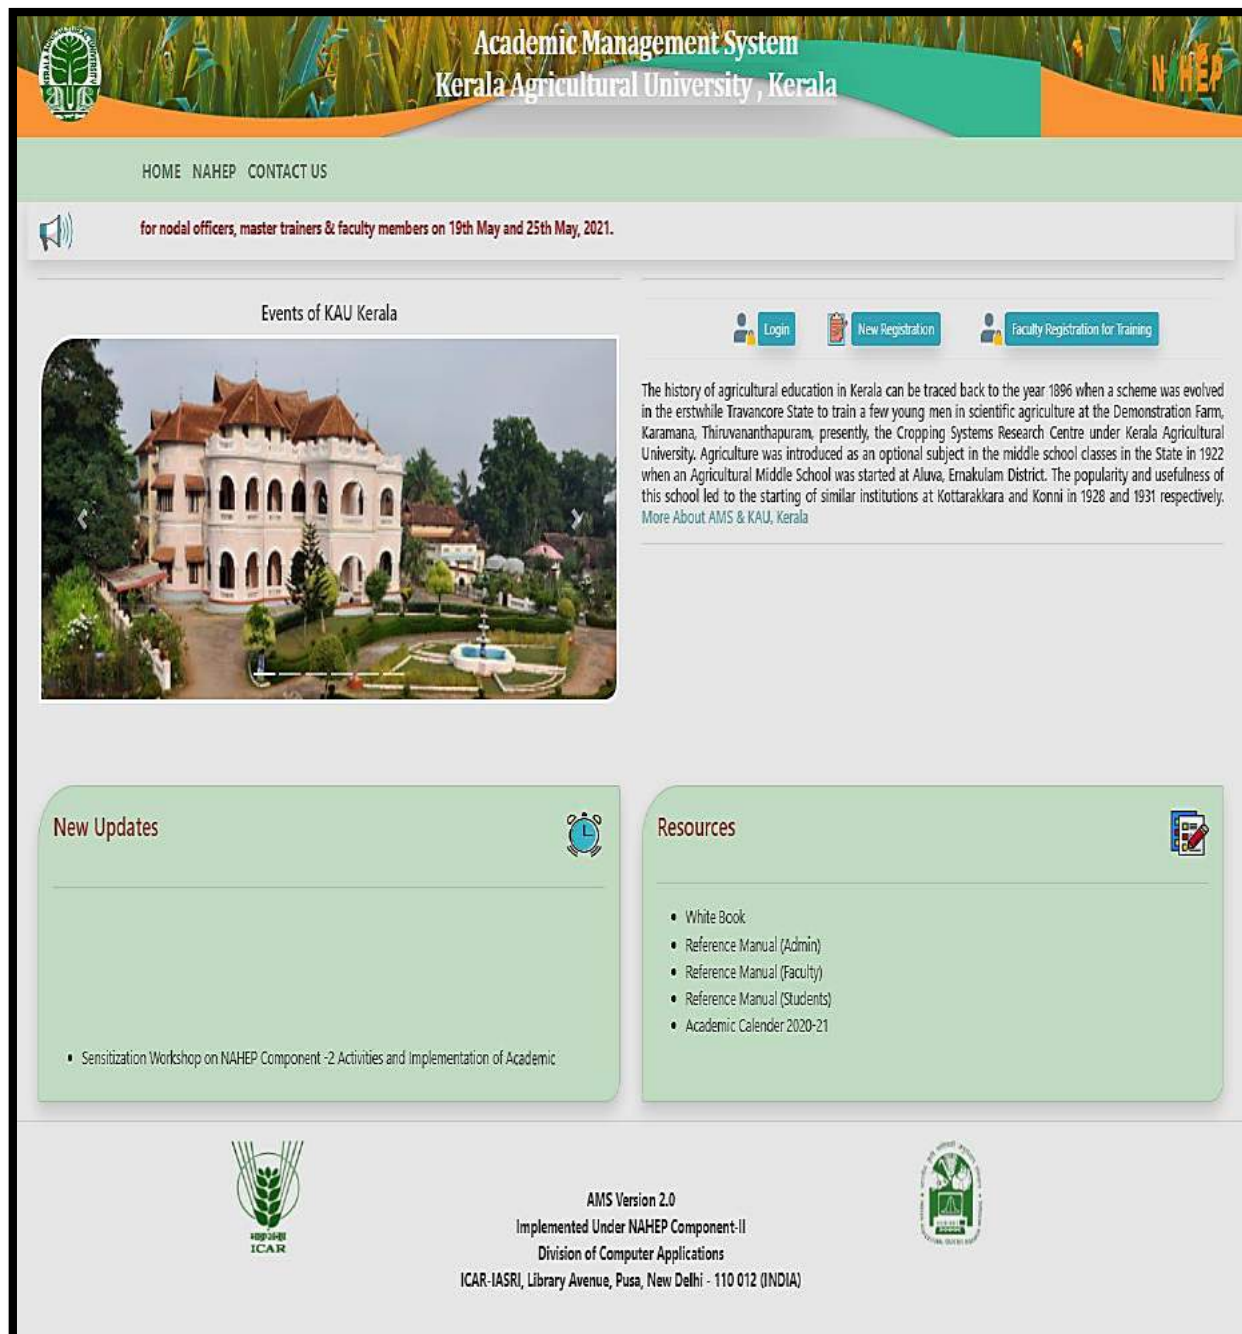 Academic Management System
Kerala Agricultural University , Kerala
HOME NAHEP CONTACT US
for nodal officers, master trainers & faculty members on 19th May and 25th May, 2021.
Events of KAU Kerala
Login
New Registration
Faculty Registration for Training
The history of agricultural education in Kerala can be traced back to the year 1896 when a scheme was evolved
in the erstwhile Travancore State to train a few young men in scientific agriculture at the Demonstration Farm,
Karamana, Thiruvananthapuram, presently, the Cropping Systems Research Centre under Kerala Agricultural
University. Agriculture was introduced as an optional subject in the middle school classes in the State in 1922
when an Agricultural Middle School was started at Aluva, Ernakulam District. The popularity and usefulness of
this school led to the starting of similar institutions at Kottarakkara and Konni in 1928 and 1931 respectively.
More About AMS & KAU, Kerala
New Updates
• Sensitization Workshop on NAHEP Component -2 Activities and Implementation of Academic
Resources
• White Book
• Reference Manual (Admin)
• Reference Manual (Faculty)
• Reference Manual (Students)
• Academic Calender 2020-21
ICAR
AMS Version 2.0
Implemented Under NAHEP Component-II
Division of Computer Applications
ICAR-IASRI, Library Avenue, Pusa, New Delhi - 110 012 (INDIA)